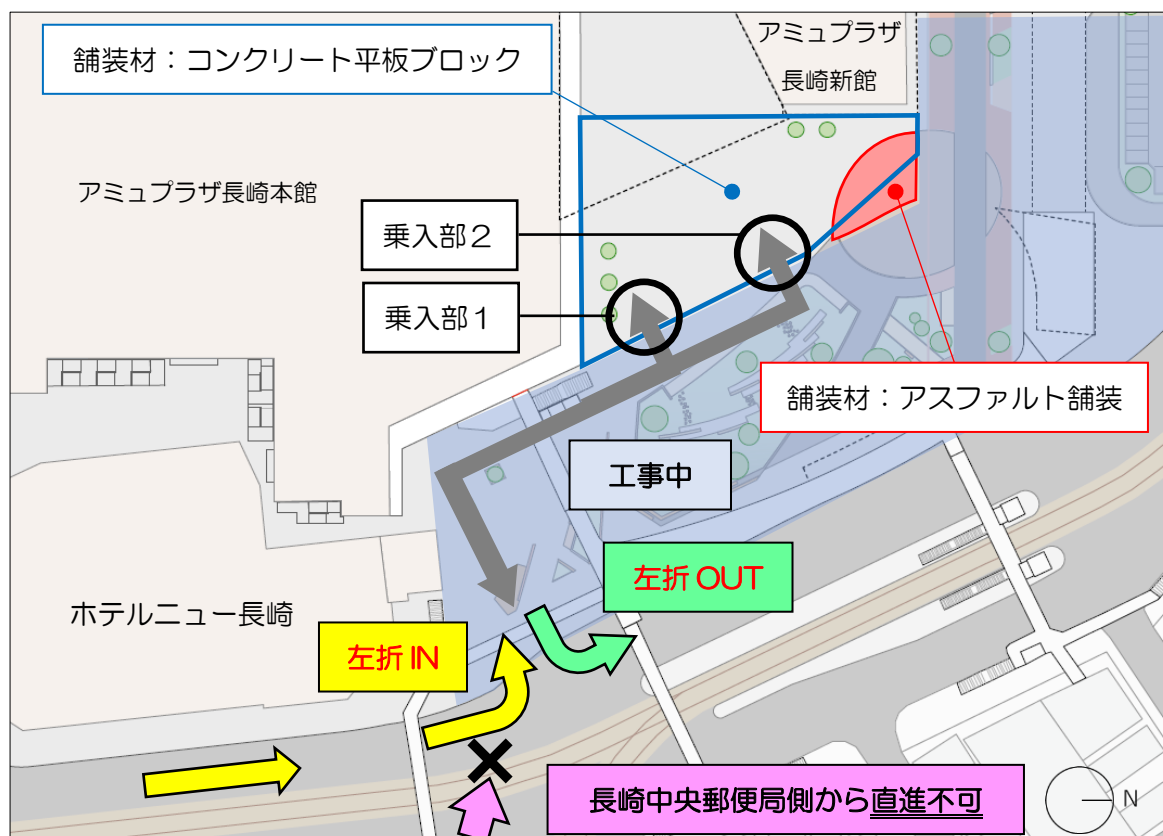 アミュプラザ
長崎新館
舗装材：コンクリート平板ブロック
アミュプラザ長崎本館
乗入部２
乗入部１
舗装材：アスファルト舗装
工事中
左折 OUT
ホテルニュー長崎
左折 IN
長崎中央郵便局側から直進不可
N